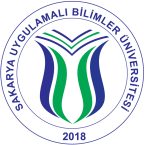 SAKARYA UYGULAMALI BİLİMLER ÜNİVERSİTESİ
2018